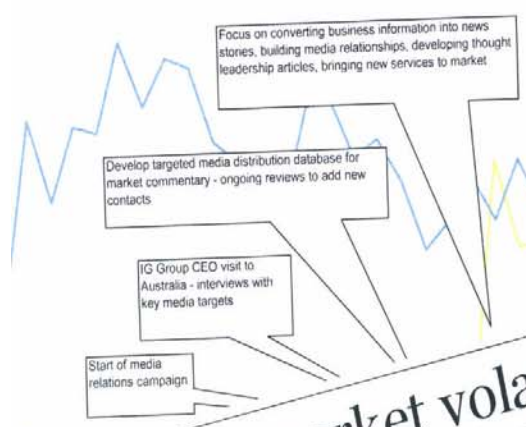 Focus on converting business information into news
stories, building media relationships, developing thought
leadership articles, bringing new services to market
Develop targeted media distribution database for
market commentary - ongoing reviews to add new
contacts
IG Group CEO visit to
Australia - interviews with
key media targets
Start of media
relations campaign